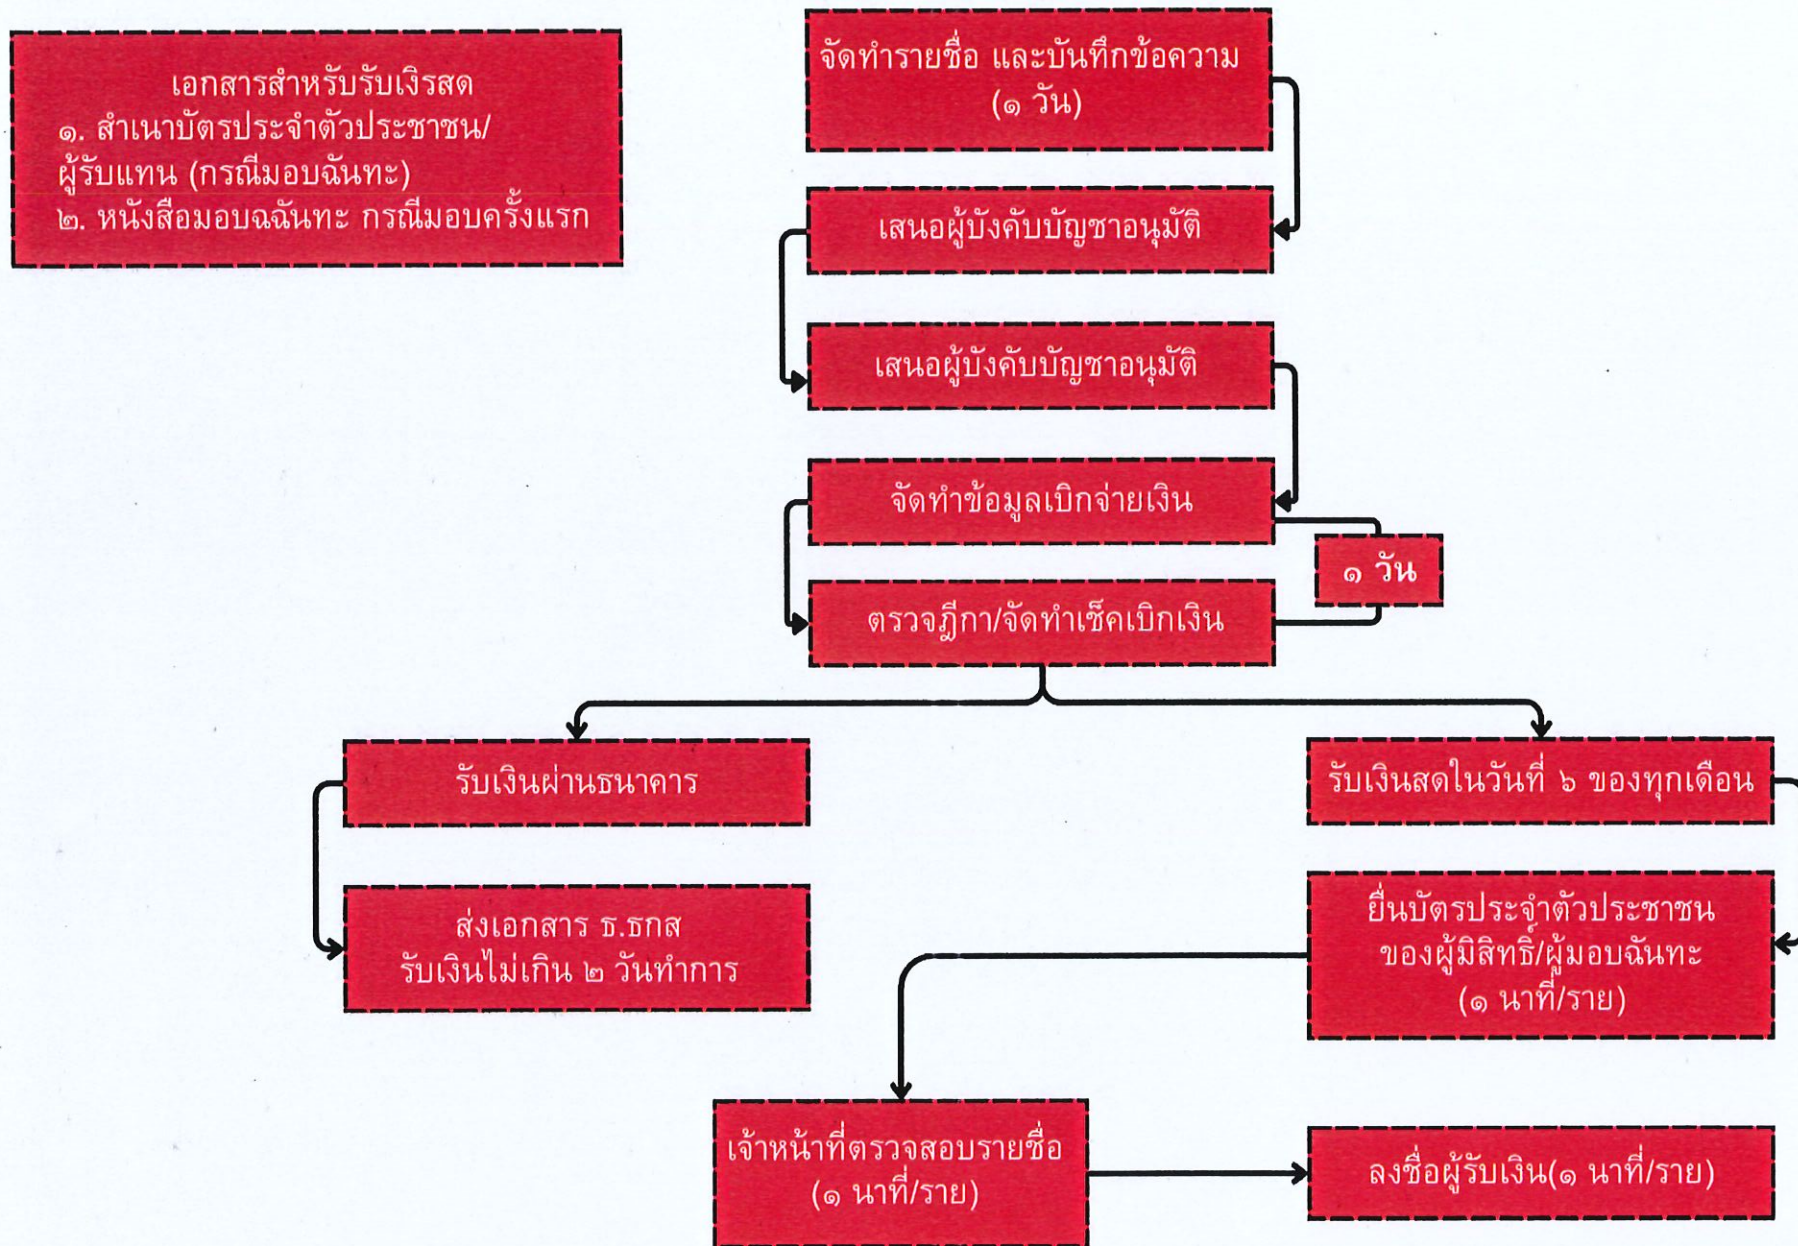 เอกสารสำหรับรับเงิรสด
๑. สำเนาบัตรประจำตัวประชาชน/
ผู้รับแทน (กรณีมอบฉันทะ)
๒. หนังสือมอบฉฉันทะ กรณีมอบครั้งแรก
จัดทำรายชื่อ และบันทึกข้อความ
(๑ วัน)
เสนอผู้บังคับบัญชาอนุมัติ
เสนอผู้บังคับบัญชาอนุมัติ
จัดทำข้อมูลเบิกจ่ายเงิน
๑ วัน
ตรวจฎีกา/จัดทำเช็คเบิกเงิน
รับเงินผ่านธนาคาร
รับเงินสดในวันที่ ๖ ของทุกเดือน
ส่งเอกสาร ธ.ธกส
รับเงินไม่เกิน ๒ วันทำการ
ยื่นบัตรประจำตัวประชาชน
ของผู้มิสิทธิ์/ผู้มอบฉันทะ
(๑ นาที่/ราย)
เจ้าหน้าที่ตรวจสอบรายชื่อ
(๑ นาที่/ราย)
ลงชื่อผู้รับเงิน(๑ นาที่/ราย)